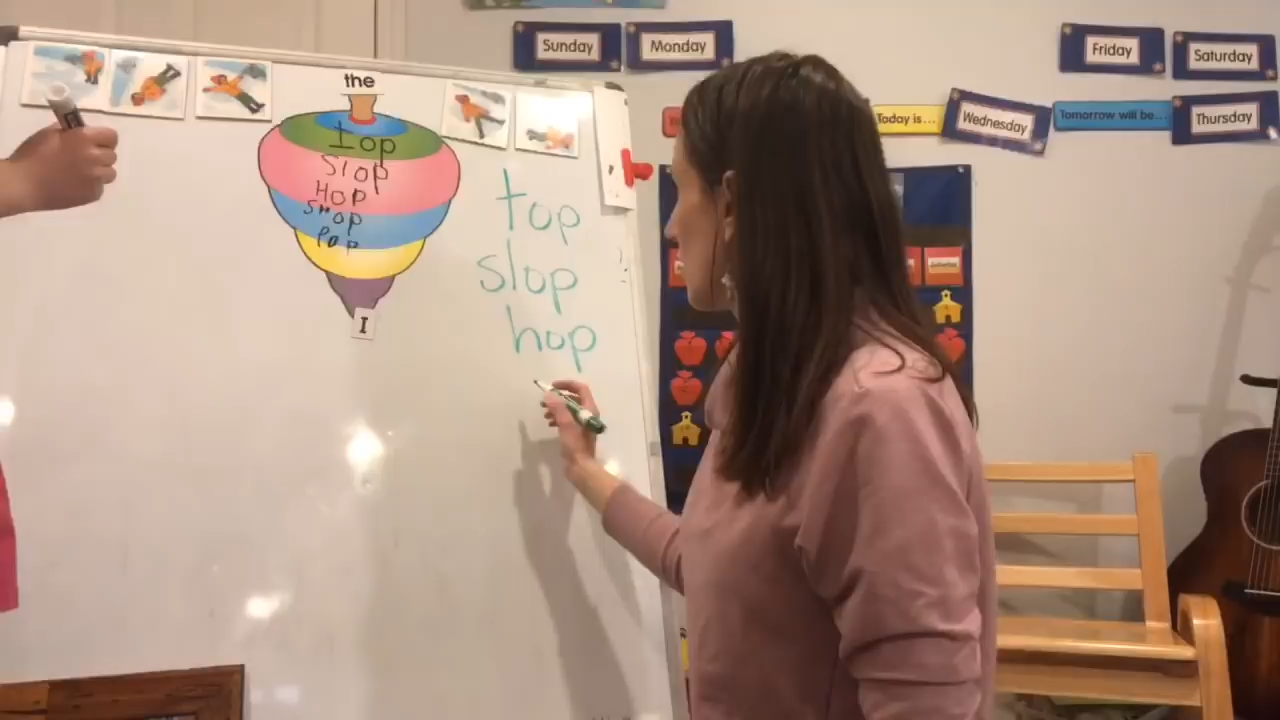 Sunday
Monday
Friday
Saturday
Today is...
Wednesday
Tomorrow will be...
Thursday
the
top
slop
Hop
SHOP
POP
I
top
slop
hop